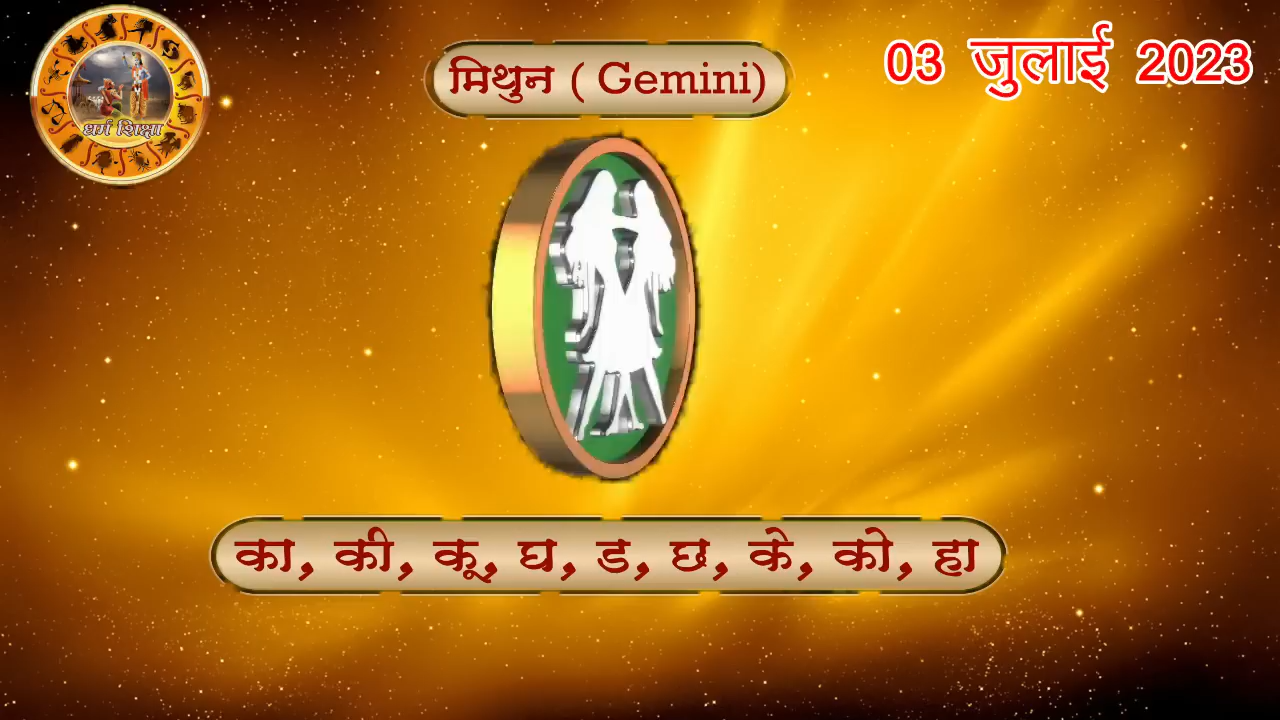 धर्म शिक्षा
मिथुन ( Gemini)
03 जुलाई 2023
का, की, कू, घ, ड, छ, के, को, हा